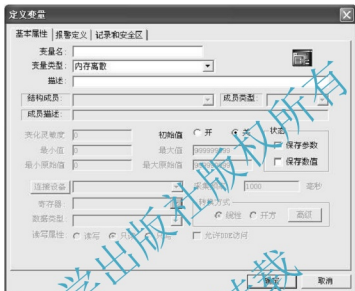 定义变量
基本属性 报警定义 记录和安全区
变量名:
变量类型: 内存离散
描述:
结构成员: 成员类型:
成员描述:
变化灵敏度 0 初始值 开 关 状态
最小值 0 最大值 999999999 保存参数
最小原始值 0 最大原始值 999999999 保存数值
连接设备 采集频率 1000 毫秒
寄存器 转换方式
数据类型 线性 开方 高级
读写属性 读写 只读 只写 允许DDE访问
确定 取消
学出版社版权所有